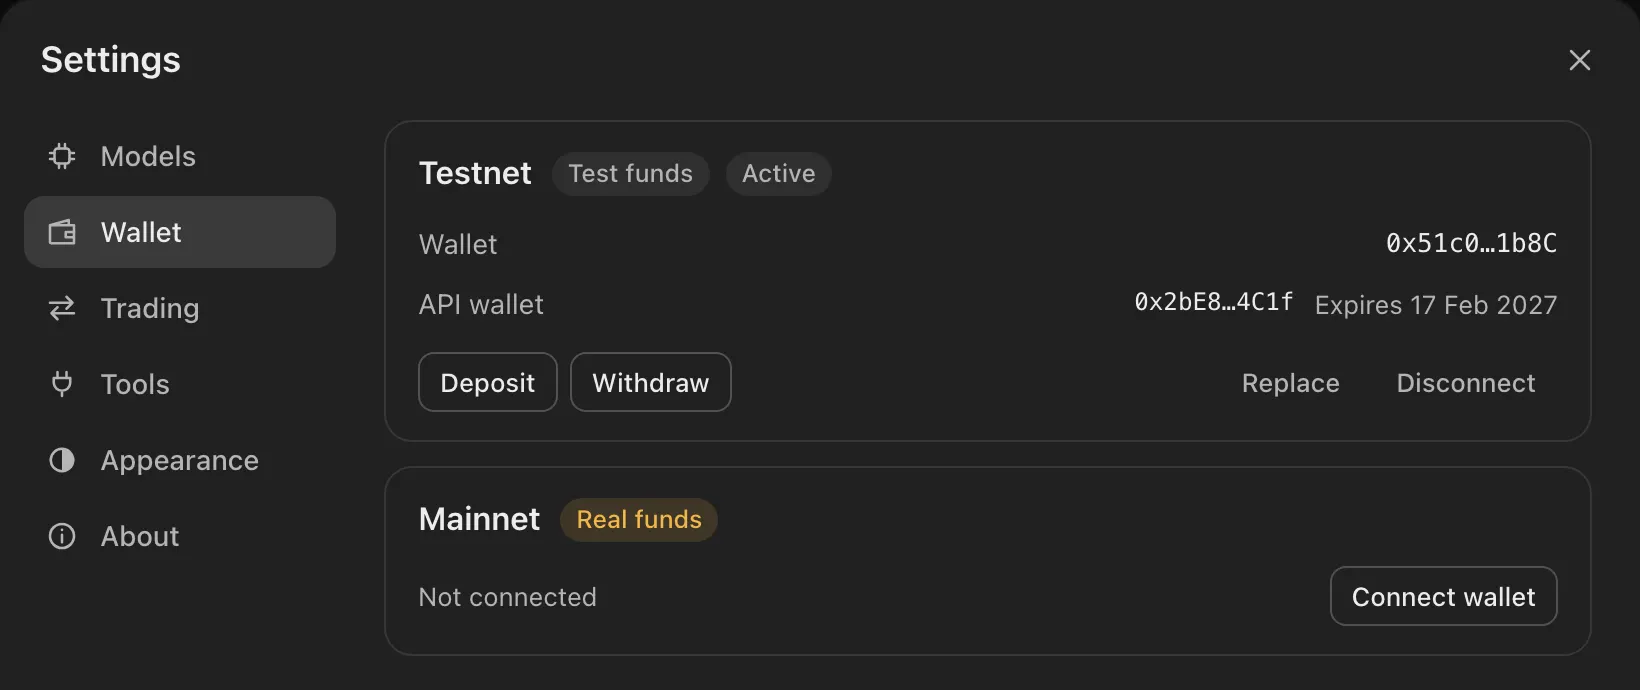 Settings
Models
Wallet
Trading
Tools
Appearance
About
Testnet Test funds Active
Wallet 0x51c0…1b8C
API wallet 0x2bE8…4C1f Expires 17 Feb 2027
Deposit Withdraw Replace Disconnect
Mainnet Real funds
Not connected Connect wallet